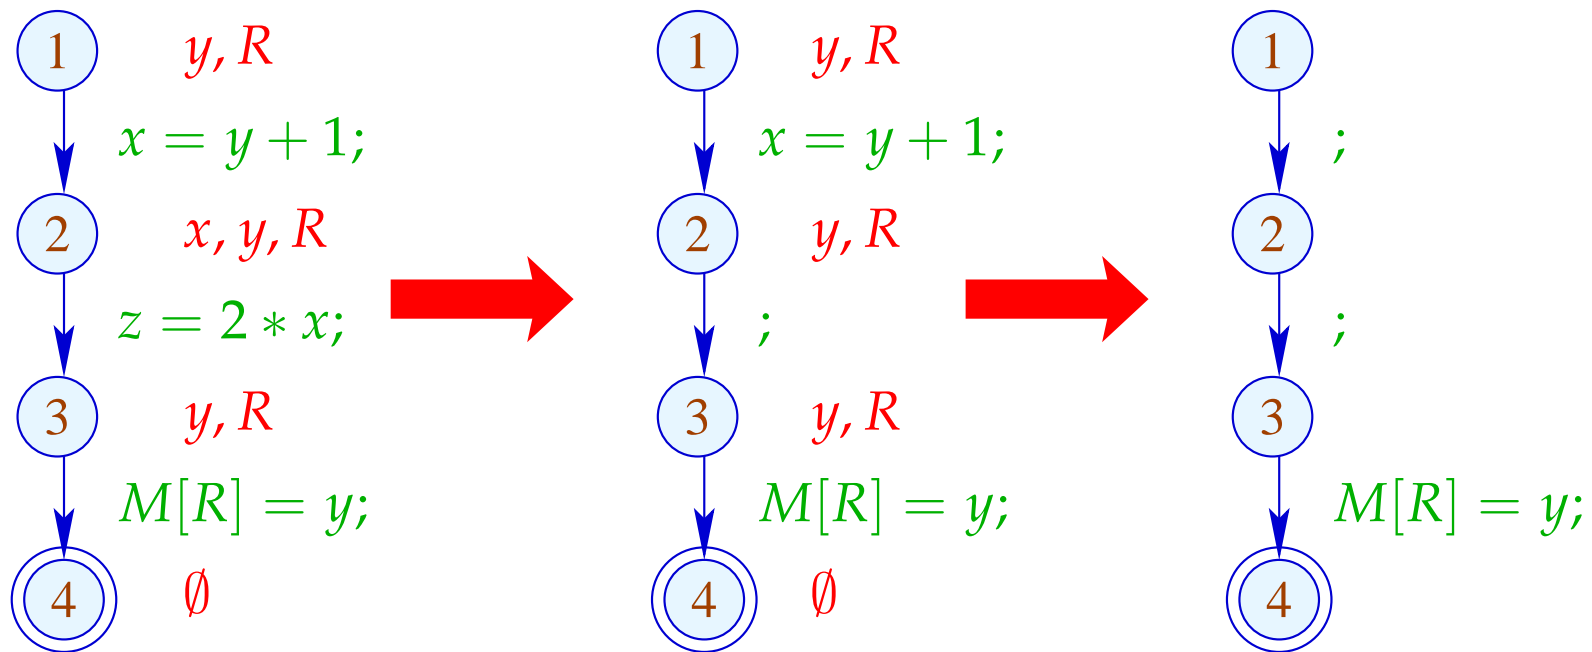 1 y, R 1 y, R 1
x = y + 1; x = y + 1; ;
2 x, y, R 2 y, R 2
z = 2 ∗ x; ; ;
3 y, R 3 y, R 3
M[R] = y; M[R] = y; M[R] = y;
4 ∅ 4 ∅ 4